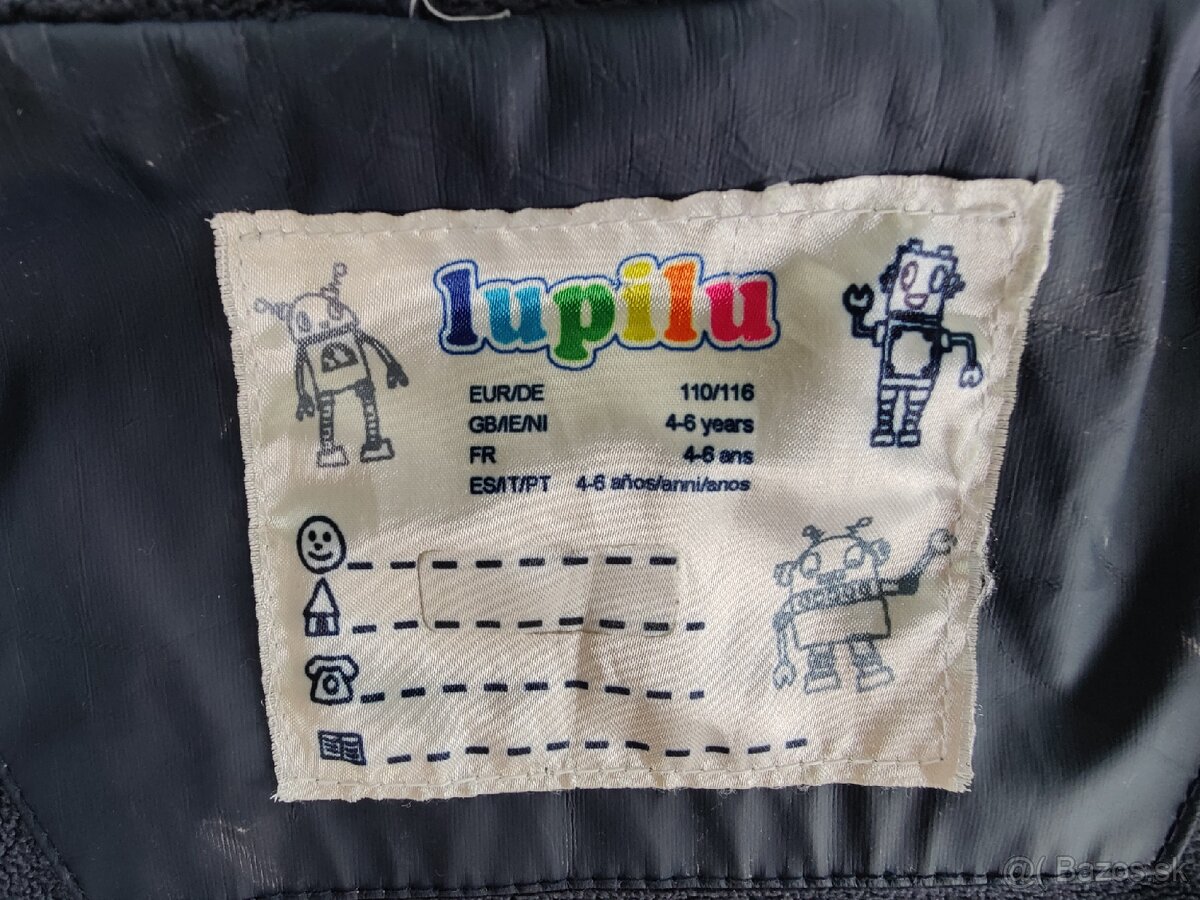 lupilu
EUR/DE 110/116
GB/IE/NI 4-6 years
FR 4-6 ans
ES/IT/PT 4-6 años/anni/anos
@( Bazos.sk